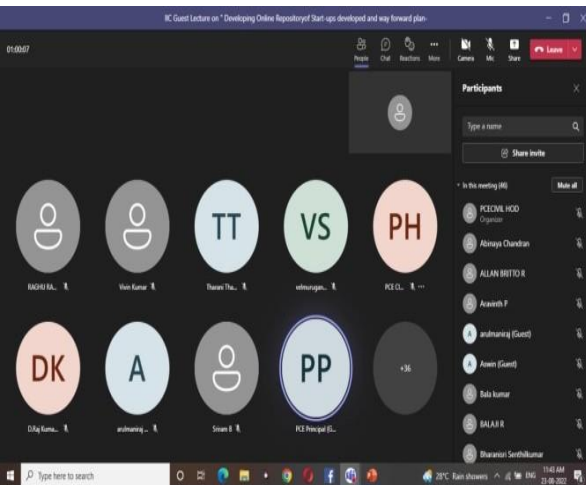 IIC Guest Lecture on " Developing Online Repositoryof Start-ups developed and way forward plan-
01:00:07
People Chat Reactions More Camera Mic Share Leave
Participants
Type a name
Share invite
In this meeting (46) Mute all
PCECIVIL HOD
Organizer
Abinaya Chandran
ALLAN BRITTO R
Aravinth P
arulmaniraj (Guest)
Aswin (Guest)
Bala kumar
BALAJI R
Bharanisri Senthilkumar
TT VS PH
RAGHU RA... Vivin Kumar Tharani Tha... velmurugan... PCE CI...
DK A PP +36
D.Raj Kuma... arulmaniraj ... Sriram B PCE Principal (G...
A
A
Type here to search
28°C Rain showers ENG 11:43 AM
23-08-2022